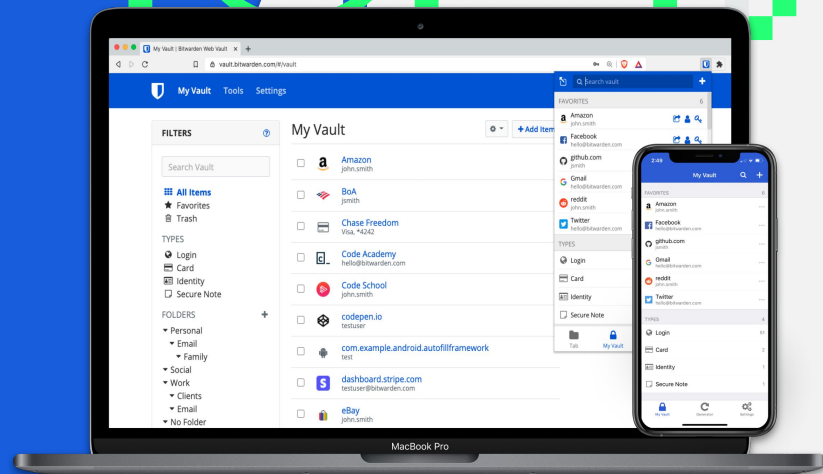 My Vault | Bitwarden Web Vault
vault.bitwarden.com/#/vault
My Vault Tools Settings
FILTERS
Search Vault
All Items
Favorites
Trash
TYPES
Login
Card
Identity
Secure Note
FOLDERS
Personal
Email
Family
Social
Work
Clients
Email
No Folder
My Vault
Add Item
Amazon
john.smith
BoA
jsmith
Chase Freedom
Visa, *4242
Code Academy
hello@bitwarden.com
Code School
john.smith
codepen.io
testuser
com.example.android.autofillframework
test
dashboard.stripe.com
testuser@bitwarden.com
eBay
john.smith
Search vault
FAVORITES 6
Amazon
john.smith
Facebook
hello@bitwarden.com
github.com
jsmith
Gmail
hello@bitwarden.com
reddit
john.smith
Twitter
hello@bitwarden.com
TYPES
Login
Card
Identity
Secure Note
Tab My Vault
2:49
My Vault
FAVORITES 6
Amazon
john.smith
Facebook
hello@bitwarden.com
github.com
jsmith
Gmail
hello@bitwarden.com
reddit
john.smith
Twitter
hello@bitwarden.com
TYPES 4
Login
Card 2
Identity 1
Secure Note 1
My Vault Generator Settings
MacBook Pro